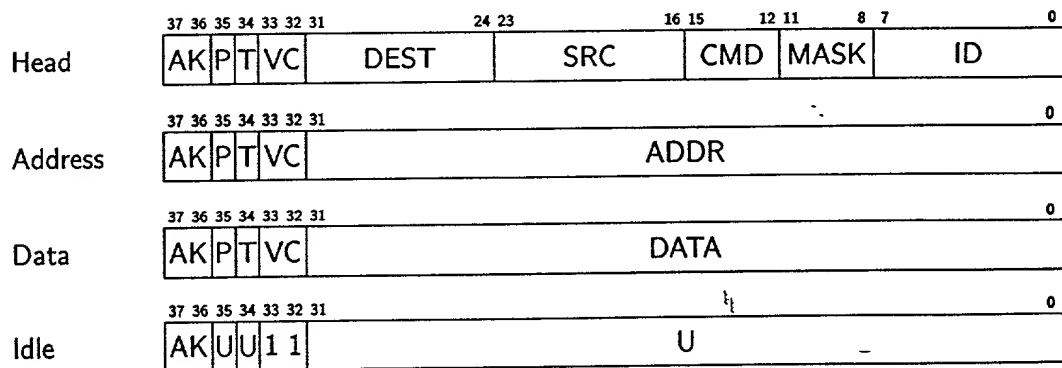 37 36 35 34 33 32 31 24 23 16 15 12 11 8 7 0
Head AK P T VC DEST SRC CMD MASK ID
37 36 35 34 33 32 31 0
Address AK P T VC ADDR
37 36 35 34 33 32 31 0
Data AK P T VC DATA
37 36 35 34 33 32 31 0
Idle AK U U 1 1 U